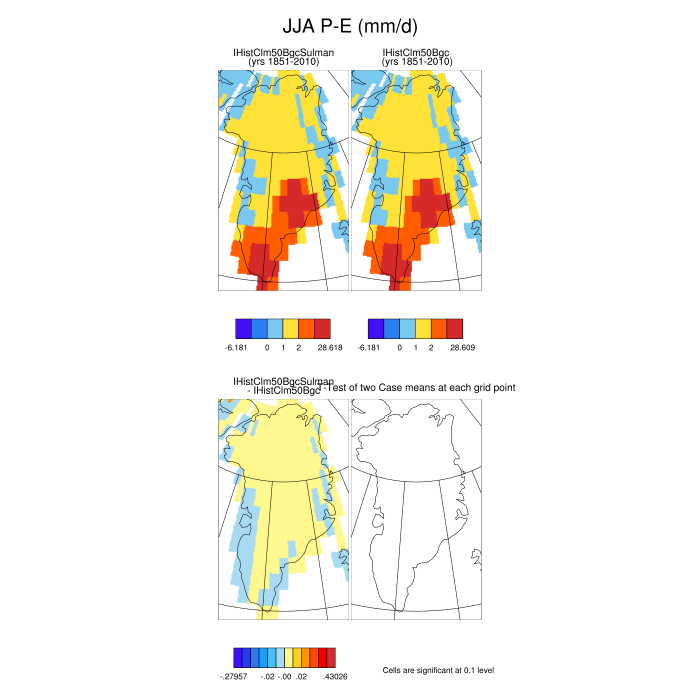 JJA P-E (mm/d)
IHistClm50BgcSulman
(yrs 1851-2010)
IHistClm50Bgc
(yrs 1851-2010)
-6.181 0 1 2 28.618
-6.181 0 1 2 28.609
IHistClm50BgcSulman
- IHistClm50Bgc
T-Test of two Case means at each grid point
-.27957 -.02 -.00 .02 .43026
Cells are significant at 0.1 level